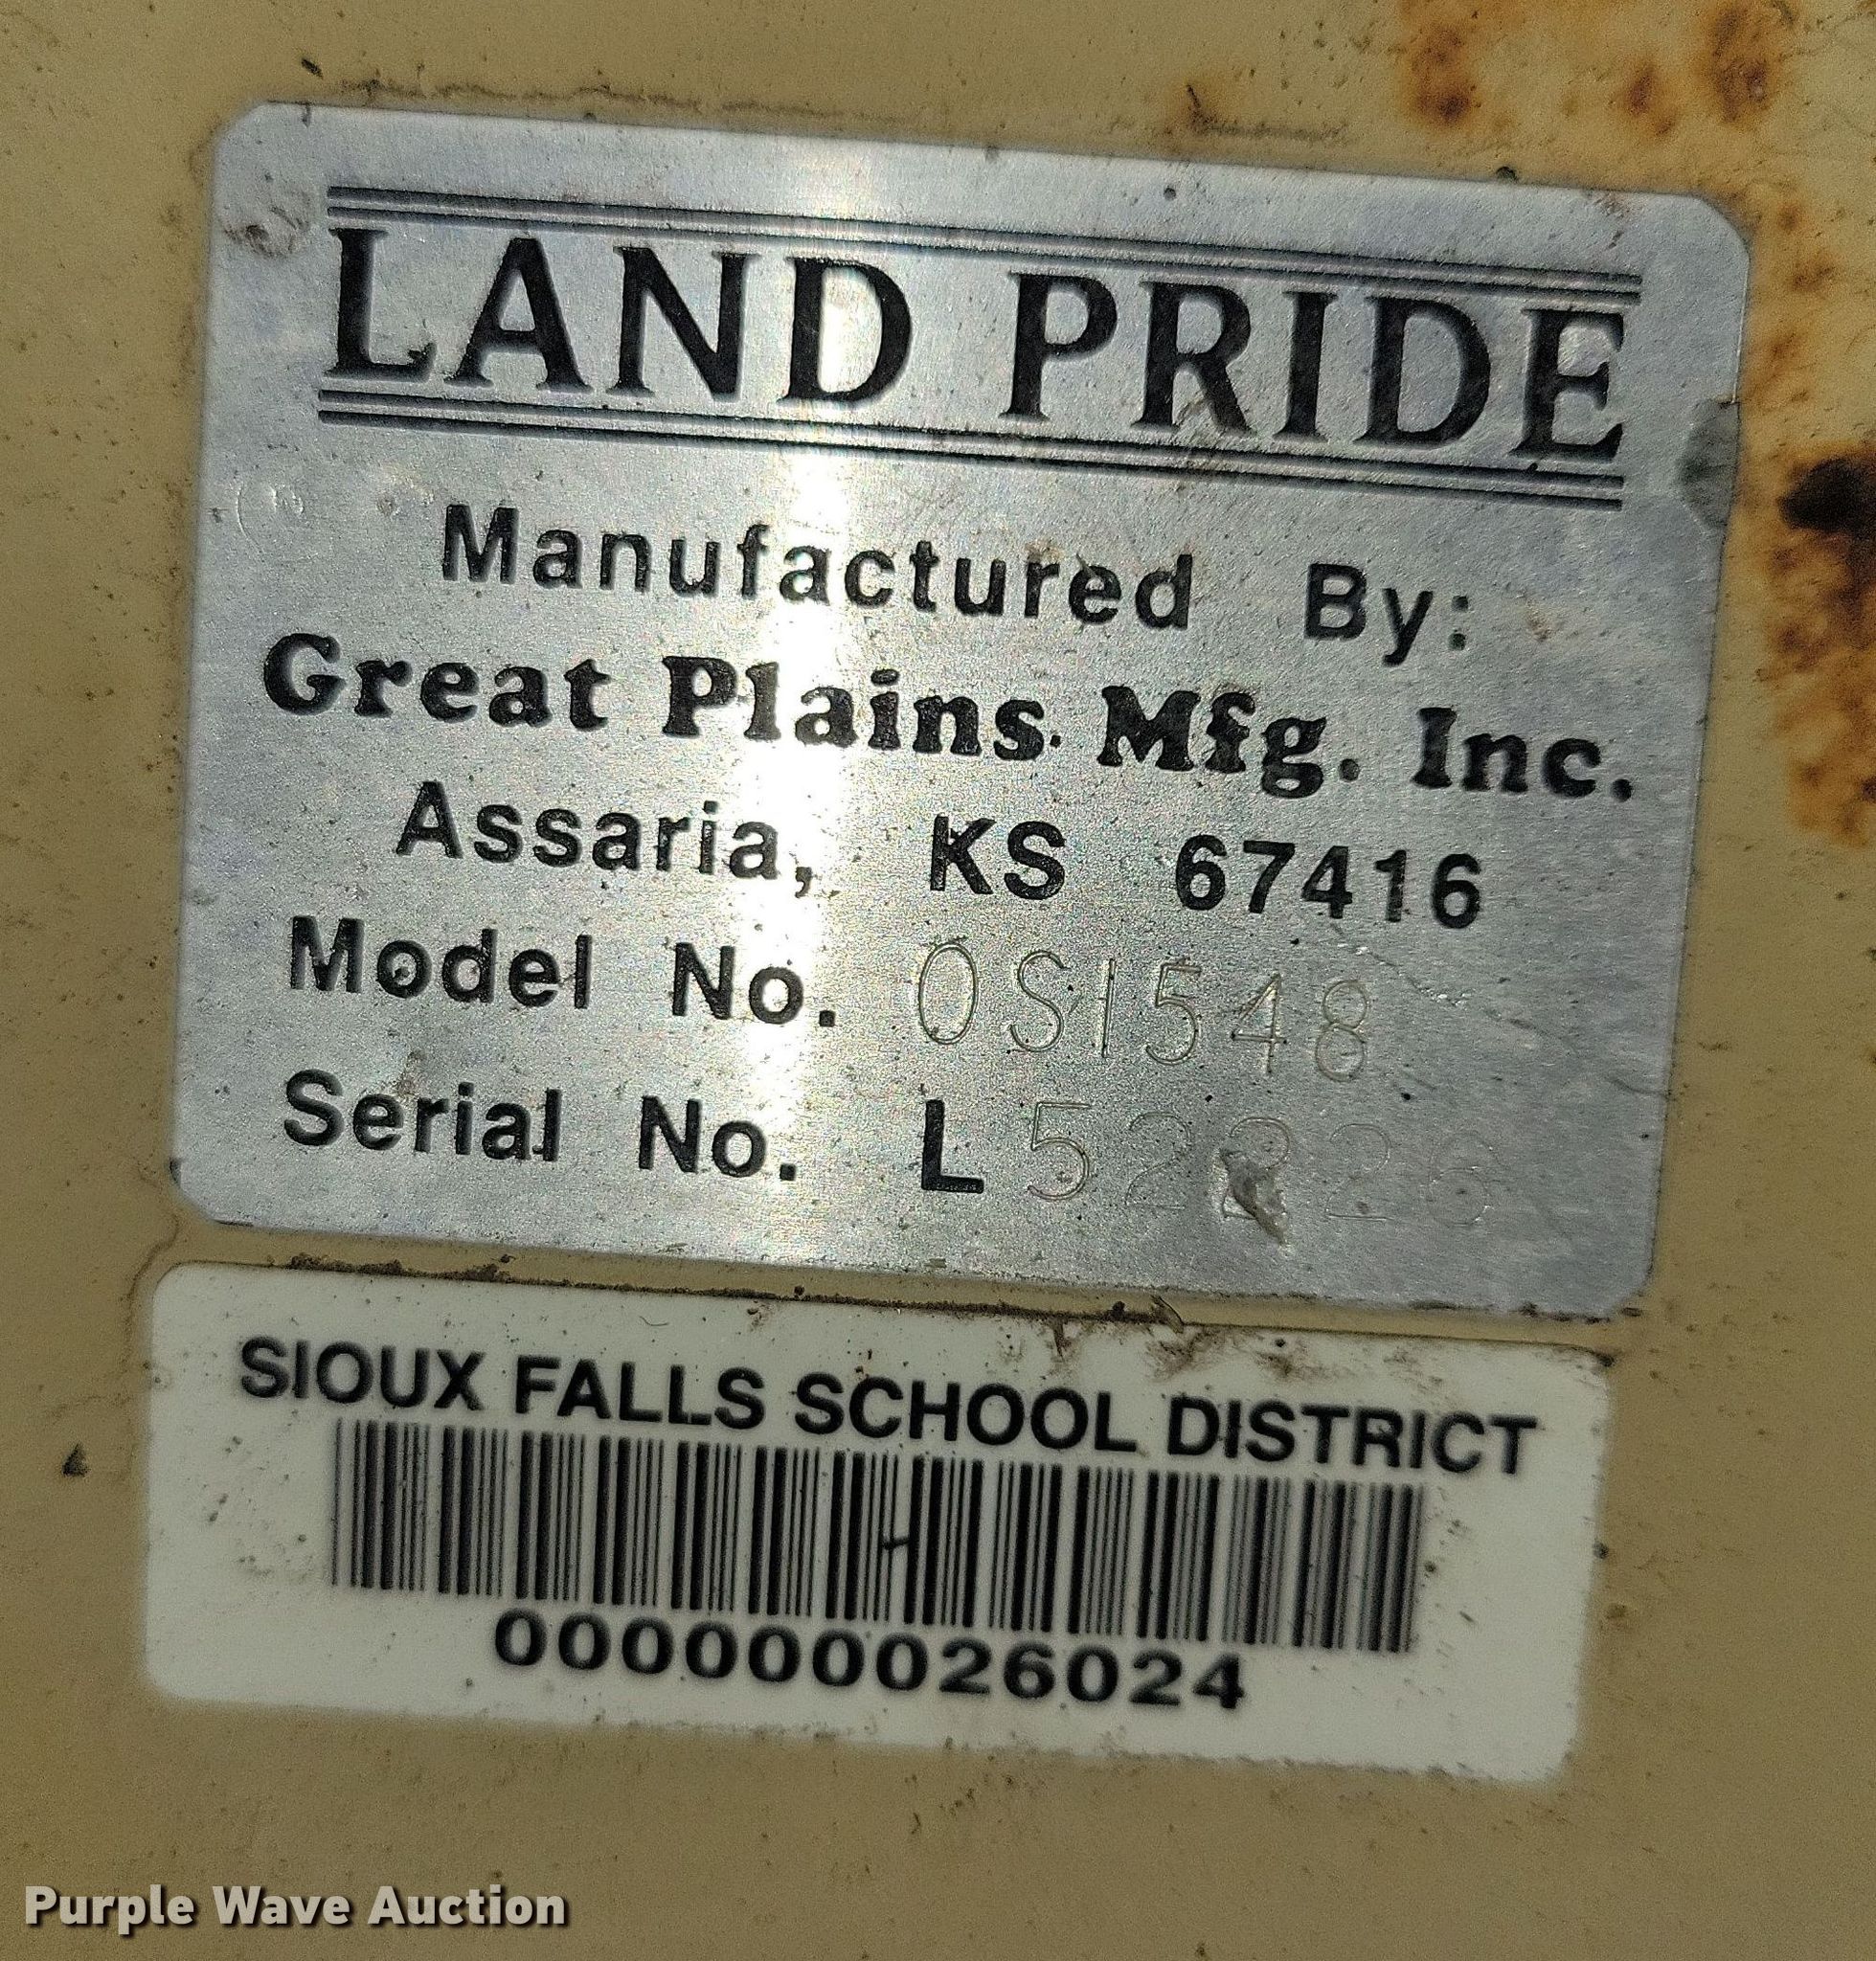 LAND PRIDE
Manufactured By:
Great Plains Mfg. Inc.
Assaria, KS 67416
Model No. OS1548
Serial No. L
SIOUX FALLS SCHOOL DISTRICT
000000026024
Purple Wave Auction